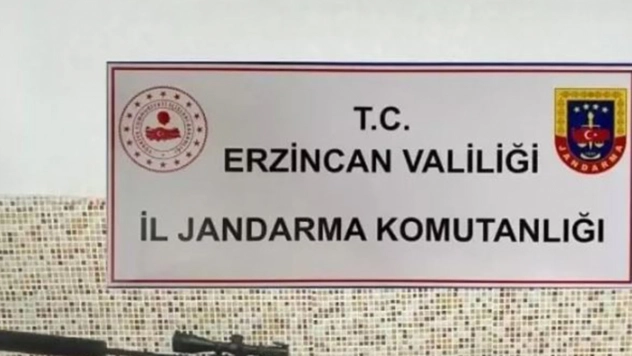 T.C.
ERZİNCAN VALİLİĞİ
İL JANDARMA KOMUTANLIĞI
JANDARMA